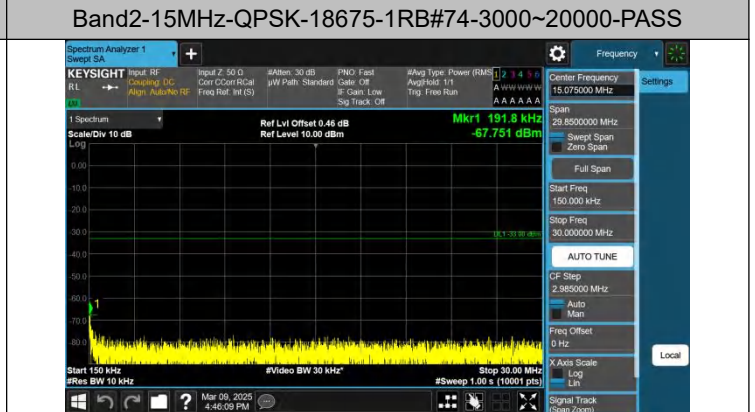 Band2-15MHz-QPSK-18675-1RB#74-3000~20000-PASS
Spectrum Analyzer 1
Swept SA
Frequency
KEYSIGHT
RL
Input: RF
Coupling: DC
Align: Auto/No RF
Input Z: 50 Ω
Corr CCorr RCal
Freq Ref: Int (S)
#Atten: 30 dB
µW Path: Standard
PNO: Fast
Gate: Off
IF Gain: Low
Sig Track: Off
#Avg Type: Power (RMS
Avg|Hold: 1/1
Trig: Free Run
1 2 3 4 5 6
A W W W W W
A A A A A A
Center Frequency
15.075000 MHz
Settings
Span
29.8500000 MHz
Swept Span
Zero Span
Full Span
Start Freq
150.000 kHz
Stop Freq
30.000000 MHz
AUTO TUNE
CF Step
2.985000 MHz
Auto
Man
Freq Offset
0 Hz
X Axis Scale
Log
Lin
Signal Track
(Span Zoom)
Local
1 Spectrum
Scale/Div 10 dB
Log
Ref Lvl Offset 0.46 dB
Ref Level 10.00 dBm
Mkr1 191.8 kHz
-67.751 dBm
0.00
-10.0
-20.0
-30.0
-40.0
-50.0
-60.0
-70.0
-80.0
1
Start 150 kHz
#Res BW 10 kHz
#Video BW 30 kHz*
Stop 30.00 MHz
#Sweep 1.00 s (10001 pts)
?
Mar 09, 2025
4:46:09 PM